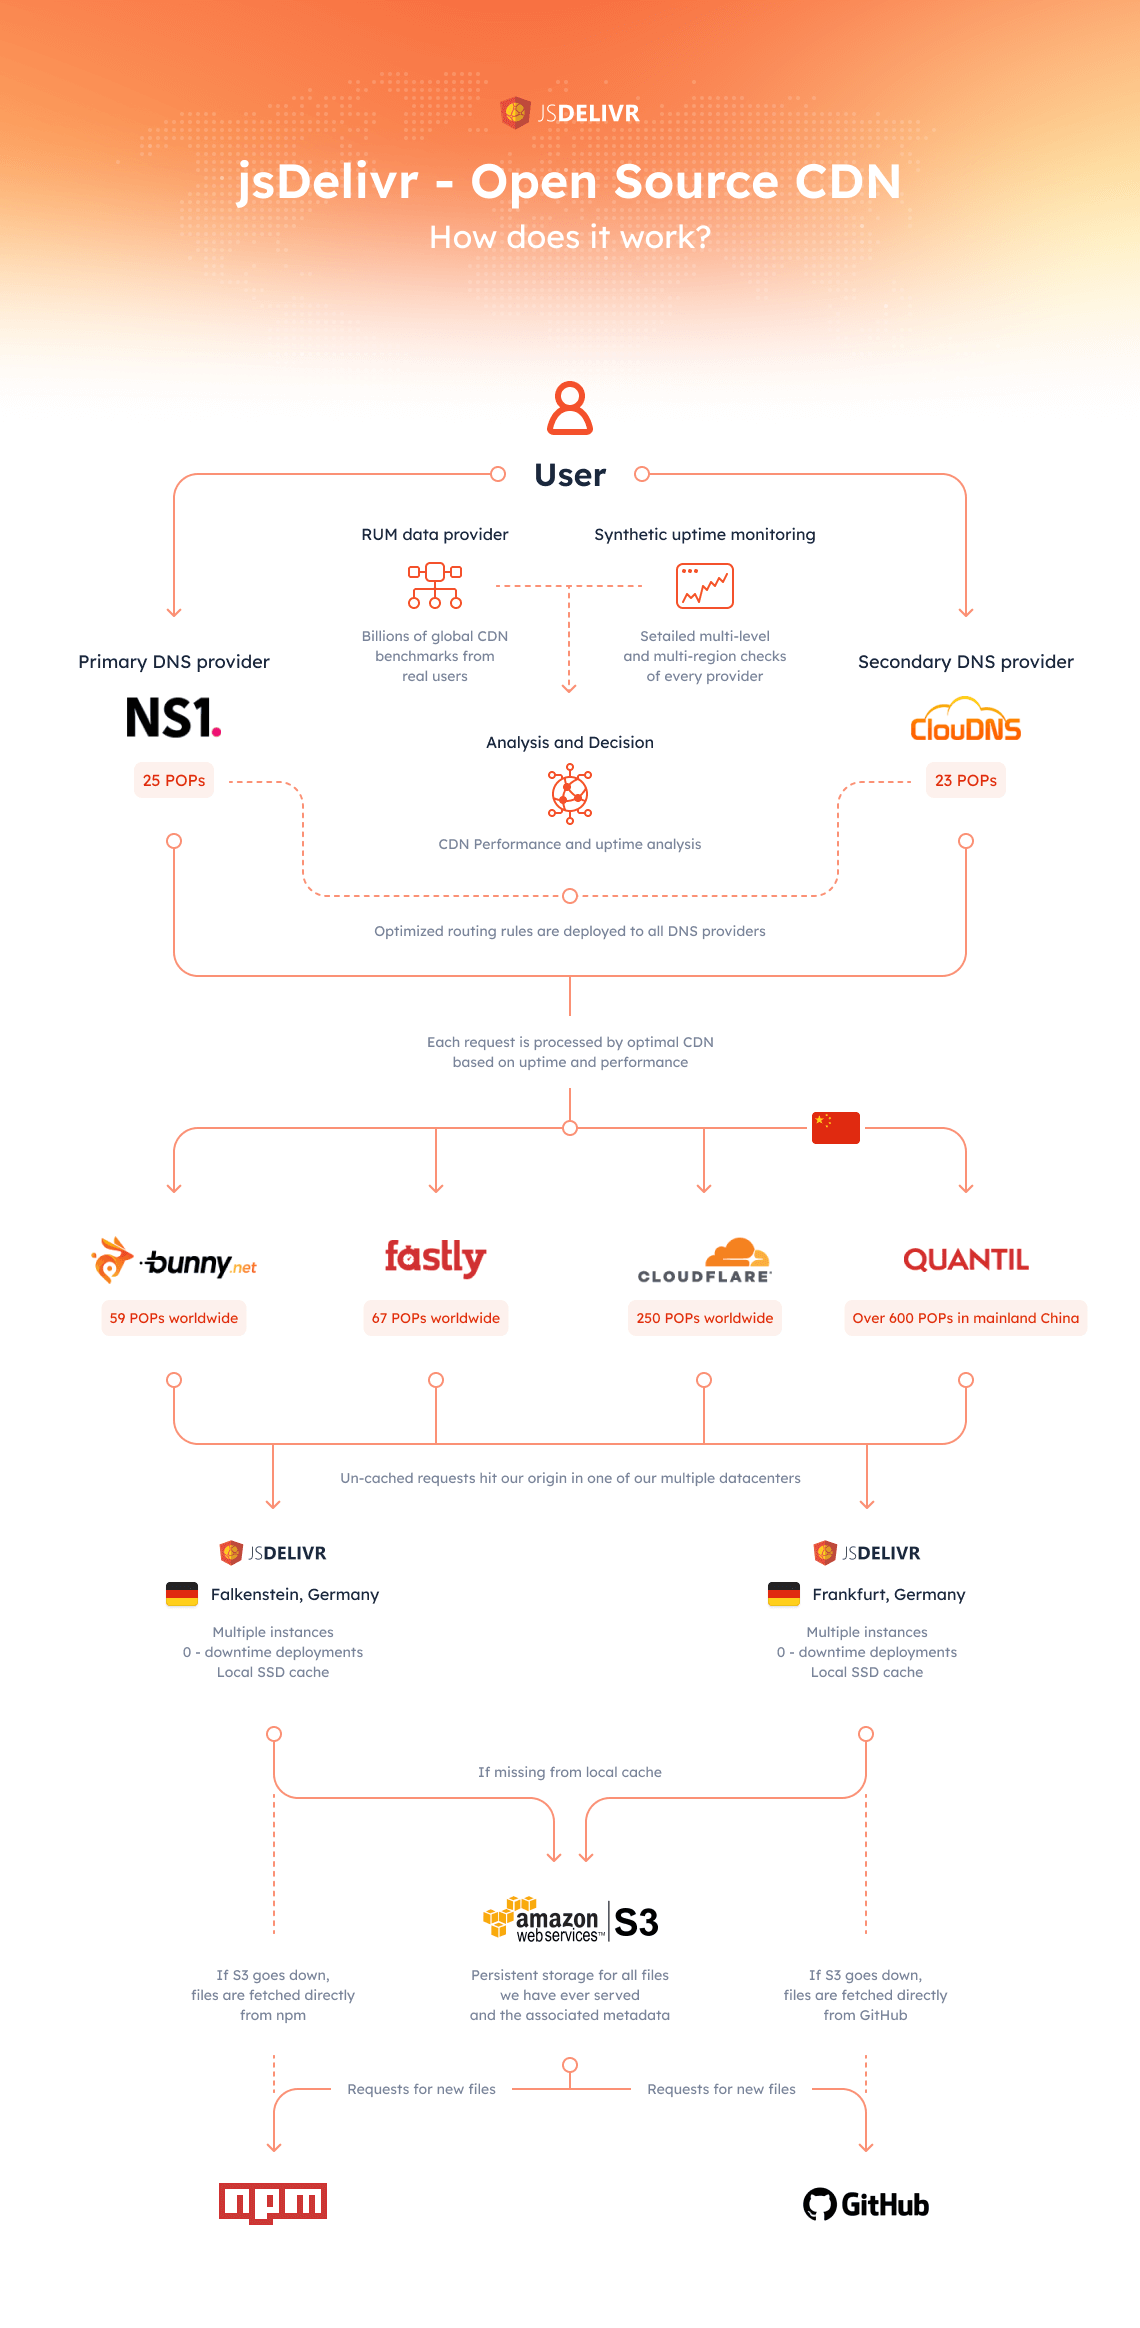 JSDELIVR
jsDelivr - Open Source CDN
How does it work?
User
RUM data provider
Synthetic uptime monitoring
Billions of global CDN
benchmarks from
real users
Setailed multi-level
and multi-region checks
of every provider
Primary DNS provider
NS1.
25 POPs
Secondary DNS provider
ClouDNS
23 POPs
Analysis and Decision
CDN Performance and uptime analysis
Optimized routing rules are deployed to all DNS providers
Each request is processed by optimal CDN
based on uptime and performance
bunny.net
fastly
CLOUDFLARE
QUANTIL
59 POPs worldwide
67 POPs worldwide
250 POPs worldwide
Over 600 POPs in mainland China
Un-cached requests hit our origin in one of our multiple datacenters
JSDELIVR
Falkenstein, Germany
Multiple instances
0 - downtime deployments
Local SSD cache
JSDELIVR
Frankfurt, Germany
Multiple instances
0 - downtime deployments
Local SSD cache
If missing from local cache
amazon
web services™
S3
If S3 goes down,
files are fetched directly
from npm
Persistent storage for all files
we have ever served
and the associated metadata
If S3 goes down,
files are fetched directly
from GitHub
Requests for new files
Requests for new files
npm
GitHub